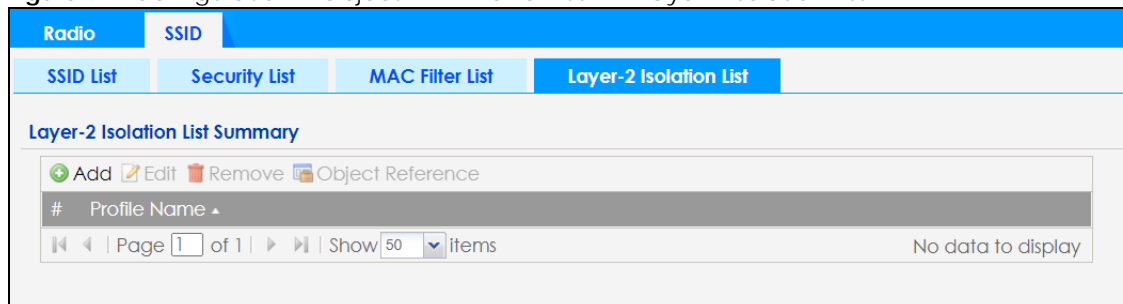 Radio SSID
SSID List Security List MAC Filter List Layer-2 Isolation List
Layer-2 Isolation List Summary
Add Edit Remove Object Reference
# Profile Name
Page 1 of 1 Show 50 items No data to display